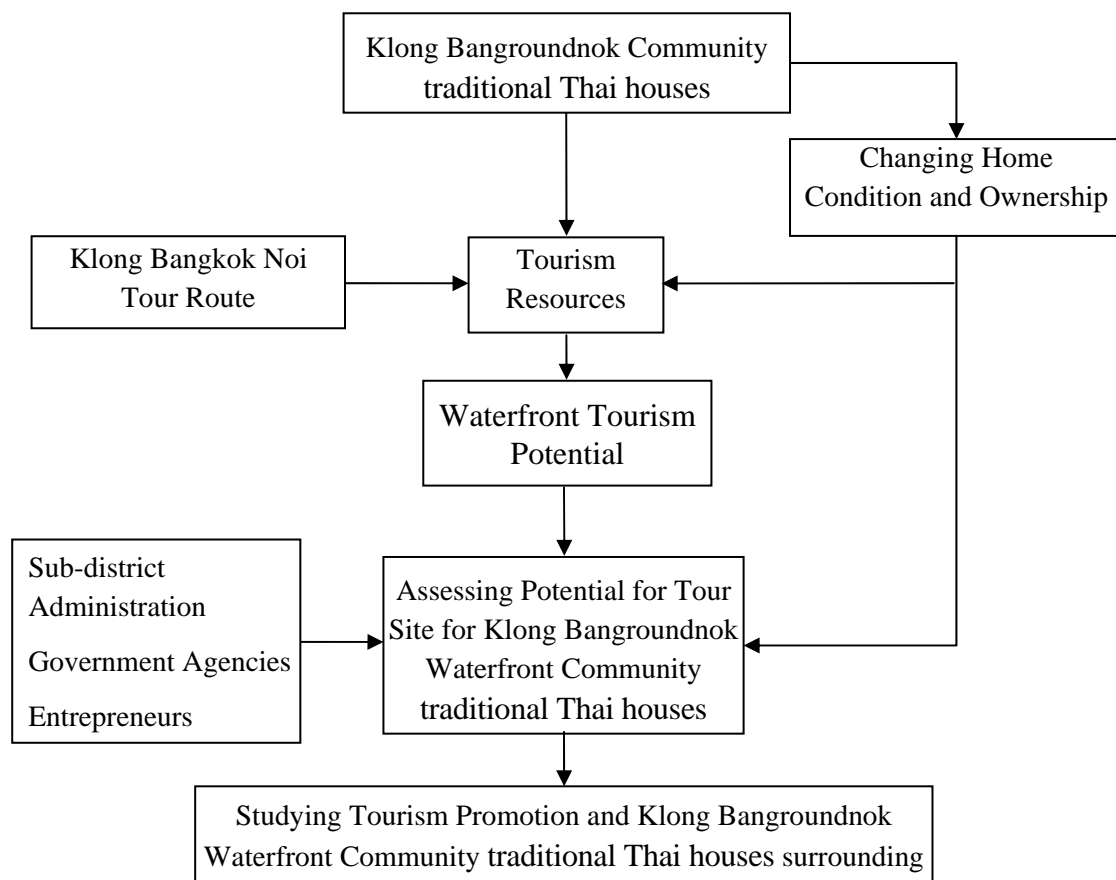 Klong Bangroundnok Community
traditional Thai houses
Changing Home
Condition and Ownership
Klong Bangkok Noi
Tour Route
Tourism
Resources
Waterfront Tourism
Potential
Sub-district
Administration
Government Agencies
Entrepreneurs
Assessing Potential for Tour
Site for Klong Bangroundnok
Waterfront Community
traditional Thai houses
Studying Tourism Promotion and Klong Bangroundnok
Waterfront Community traditional Thai houses surrounding